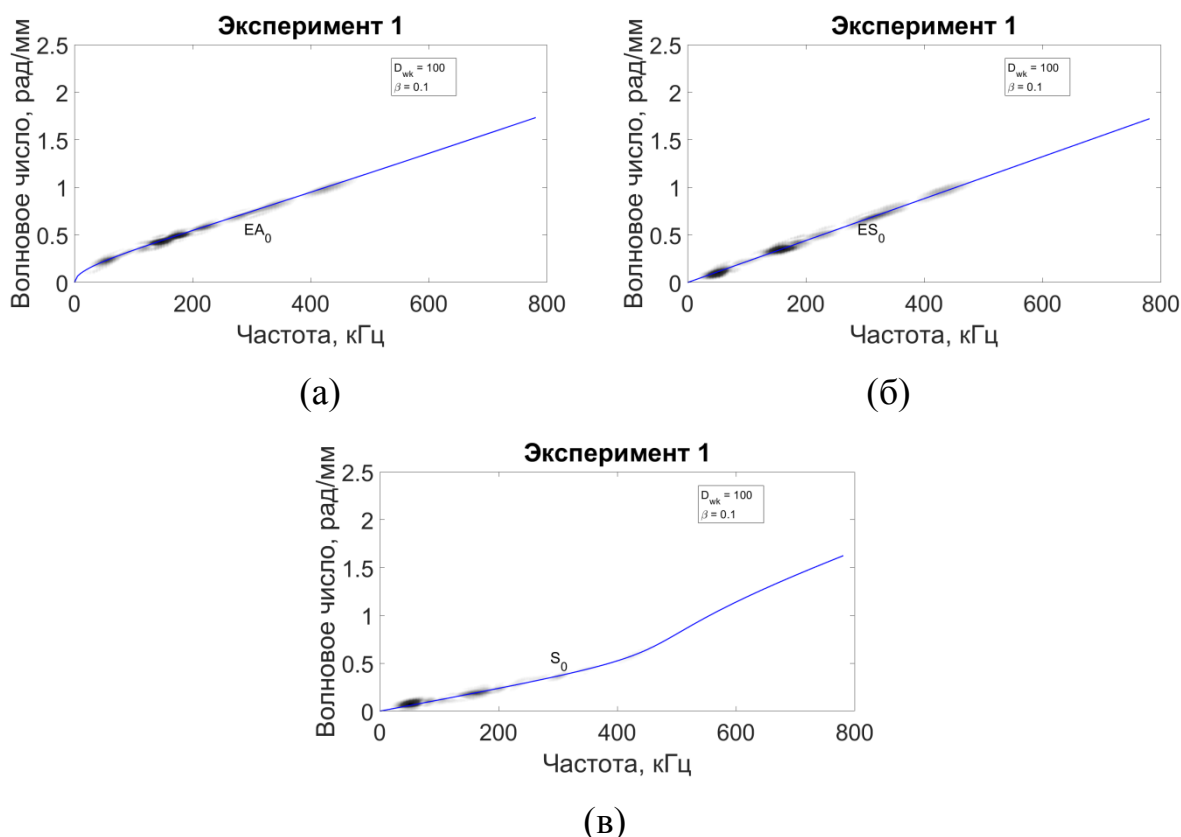 Эксперимент 1
Волновое число, рад/мм
2.5
2
1.5
1
0.5
0
D_wk = 100
β = 0.1
EA_0
0 200 400 600 800
Частота, кГц
(а)
Эксперимент 1
Волновое число, рад/мм
2.5
2
1.5
1
0.5
0
D_wk = 100
β = 0.1
ES_0
0 200 400 600 800
Частота, кГц
(б)
Эксперимент 1
Волновое число, рад/мм
2.5
2
1.5
1
0.5
0
D_wk = 100
β = 0.1
S_0
0 200 400 600 800
Частота, кГц
(в)